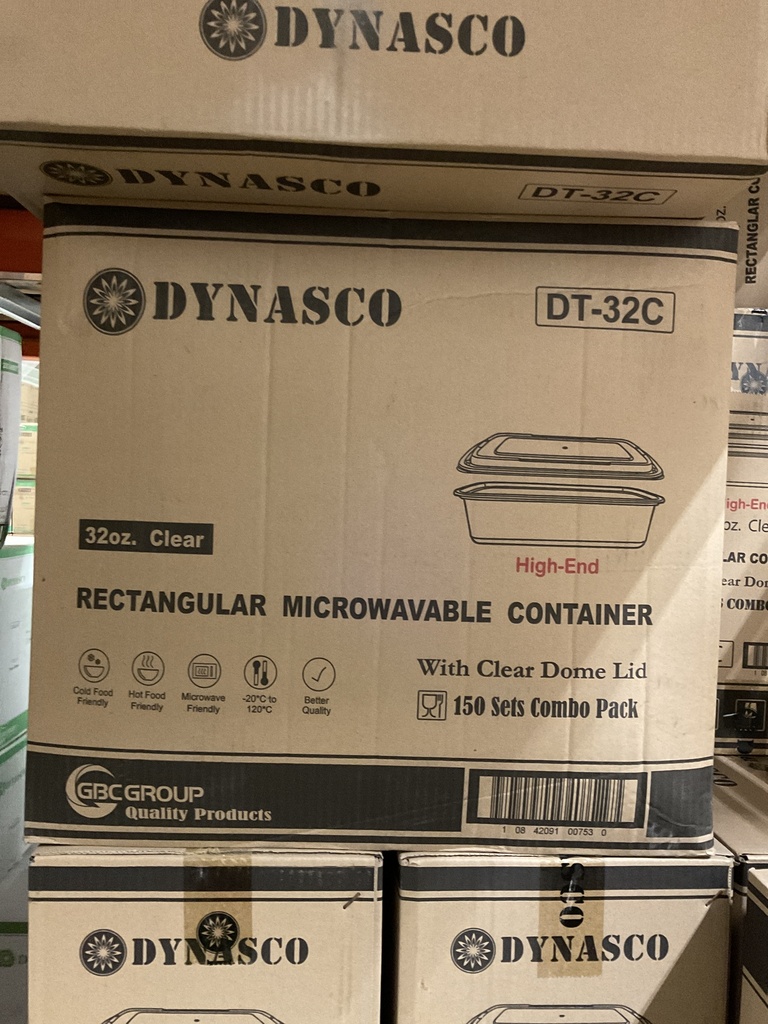 DYNASCO
DYNASCO
DT-32C
RECTANGLAR
DYNASCO
DT-32C
32oz. Clear
High-End
RECTANGULAR MICROWAVABLE CONTAINER
Cold Food Friendly
Hot Food Friendly
Microwave Friendly
-20°C to 120°C
Better Quality
With Clear Dome Lid
150 Sets Combo Pack
GBC GROUP
Quality Products
1 08 42091 00753 0
DYNASCO
DYNASCO